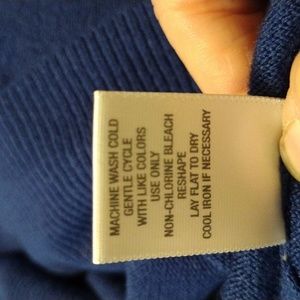 MACHINE WASH COLD
GENTLE CYCLE
WITH LIKE COLORS
USE ONLY
NON-CHLORINE BLEACH
RESHAPE
LAY FLAT TO DRY
COOL IRON IF NECESSARY